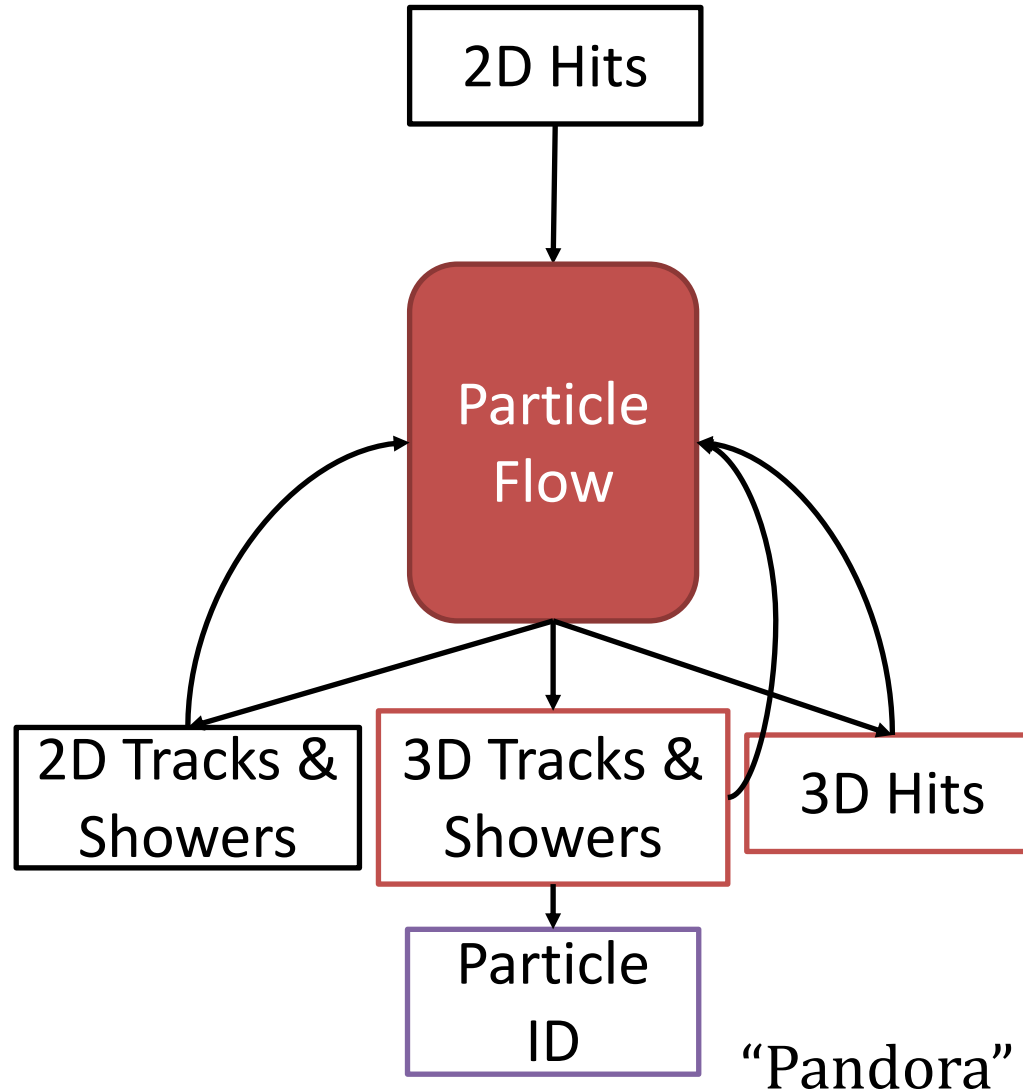 2D Hits
Particle
Flow
2D Tracks &
Showers
3D Tracks &
Showers
3D Hits
Particle
ID
“Pandora”